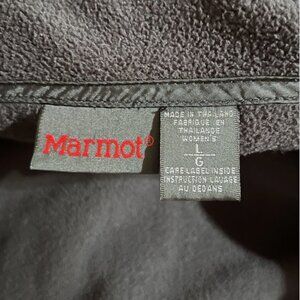 Marmot®
MADE IN THAILAND
FABRIQUE EN
THAILANDE
WOMEN'S
L
G
CARE LABEL INSIDE
INSTRUCTION LAVAGE
AU DEDANS